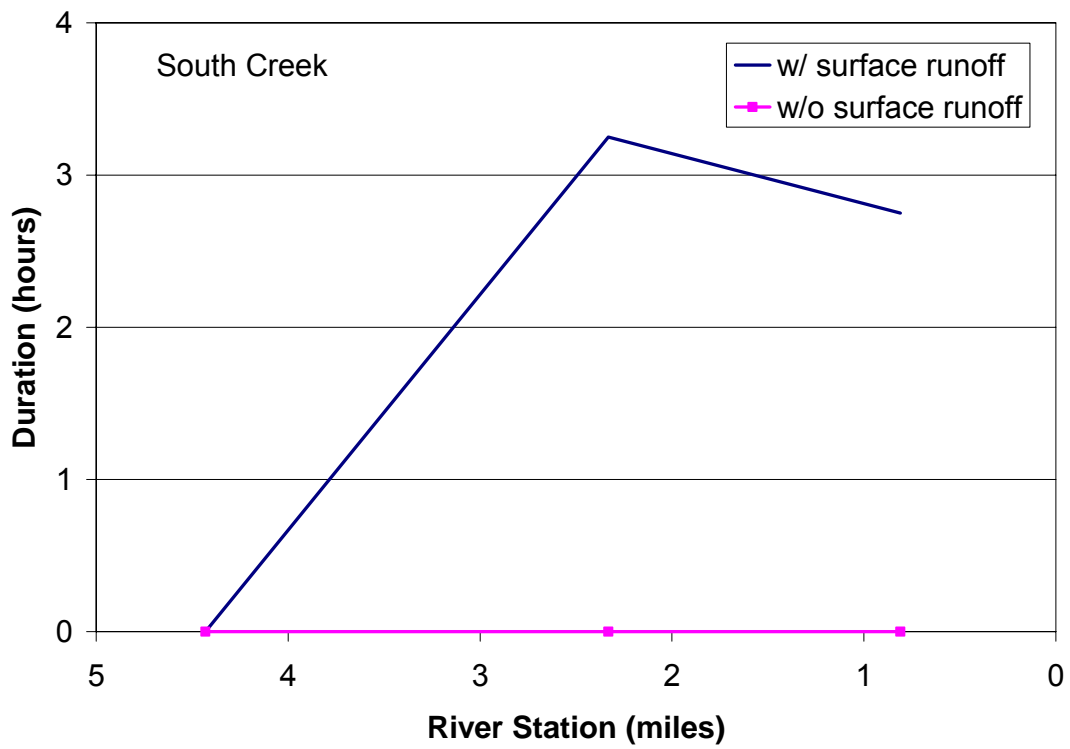 South Creek
w/ surface runoff
w/o surface runoff
4
3
2
1
0
Duration (hours)
5 4 3 2 1 0
River Station (miles)